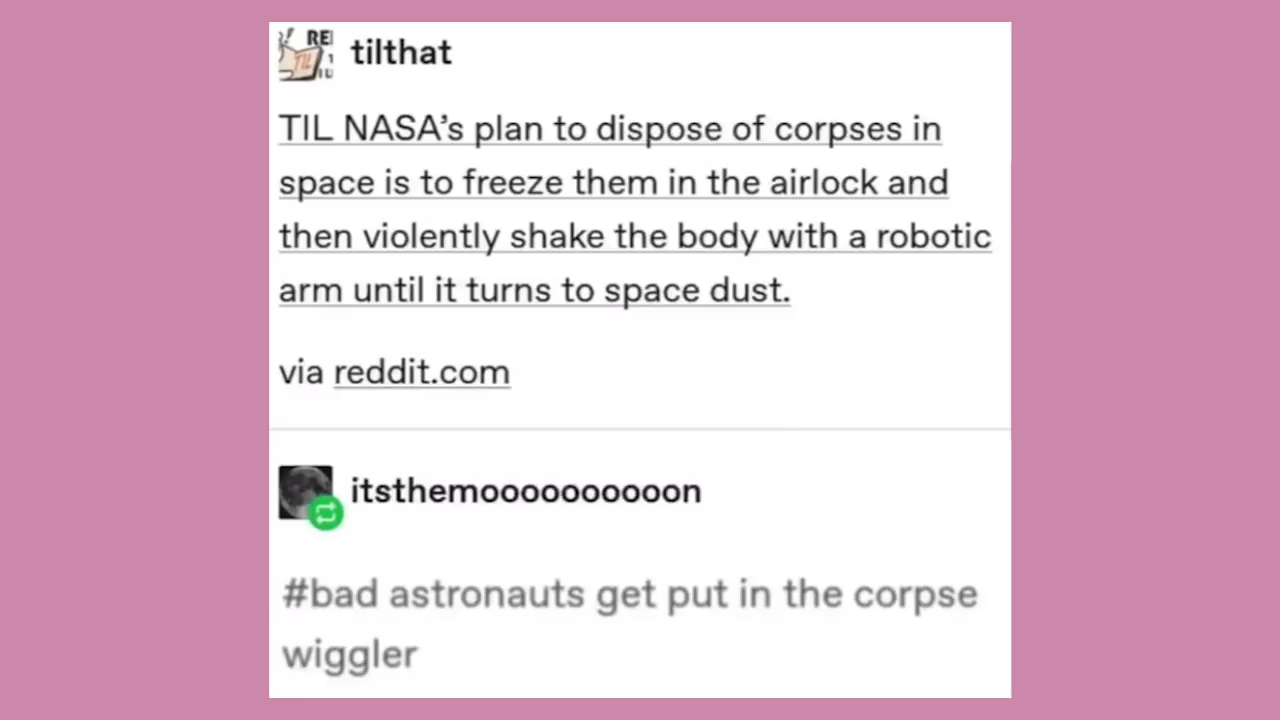 tilthat
TIL NASA’s plan to dispose of corpses in
space is to freeze them in the airlock and
then violently shake the body with a robotic
arm until it turns to space dust.
via reddit.com
itsthemoooooooooon
#bad astronauts get put in the corpse
wiggler